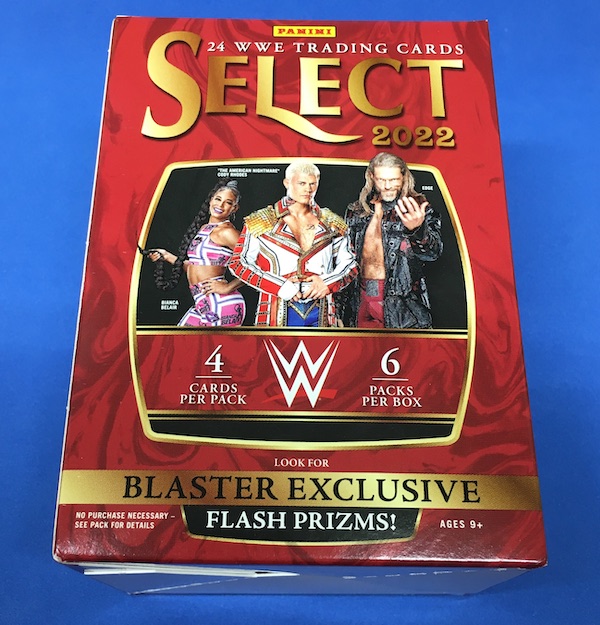 PANINI
24 WWE TRADING CARDS
SELECT
2022
"THE AMERICAN NIGHTMARE"
CODY RHODES
EDGE
BIANCA
BELAIR
4
CARDS
PER PACK
W
6
PACKS
PER BOX
LOOK FOR
BLASTER EXCLUSIVE
FLASH PRIZMS!
NO PURCHASE NECESSARY –
SEE PACK FOR DETAILS
AGES 9+